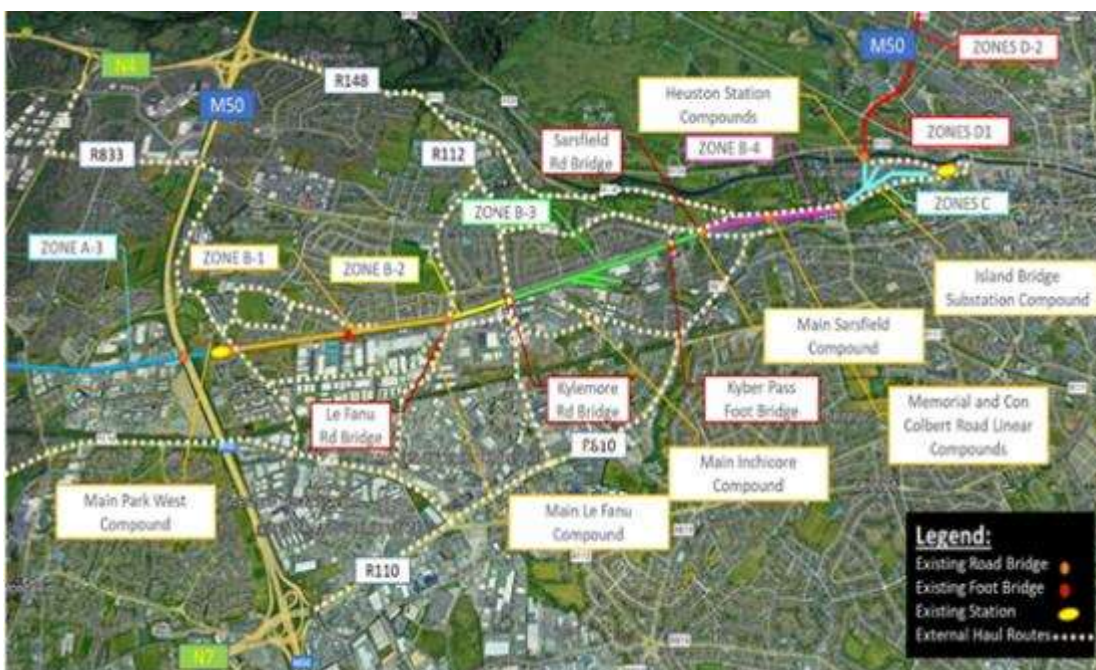 M50
ZONES D-2
N4
Heuston Station
Compounds
R148
M50
Sarsfield
Rd Bridge
ZONES D1
R833
R112
ZONE B-4
ZONE B-3
ZONES C
ZONE A-3
ZONE B-1
ZONE B-2
Island Bridge
Substation Compound
Main Sarsfield
Compound
Le Fanu
Rd Bridge
Kylemore
Rd Bridge
Kyber Pass
Foot Bridge
Memorial and Con
Colbert Road Linear
Compounds
R810
Main Inchicore
Compound
Main Park West
Compound
Main Le Fanu
Compound
R110
N7
M50
Legend:
Existing Road Bridge
Existing Foot Bridge
Existing Station
External Haul Routes